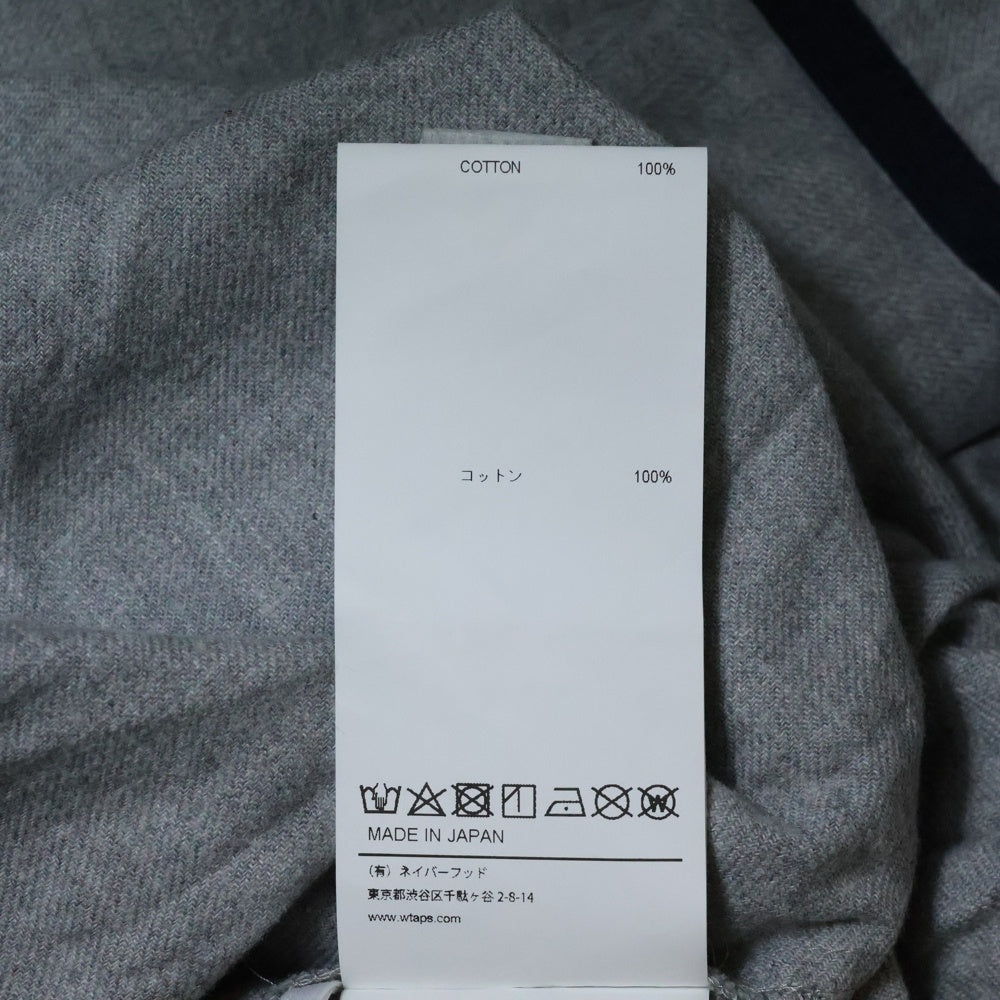 COTTON 100%
コットン 100%
MADE IN JAPAN
(有) ネイバーフッド
東京都渋谷区千駄ヶ谷 2-8-14
www.wtaps.com